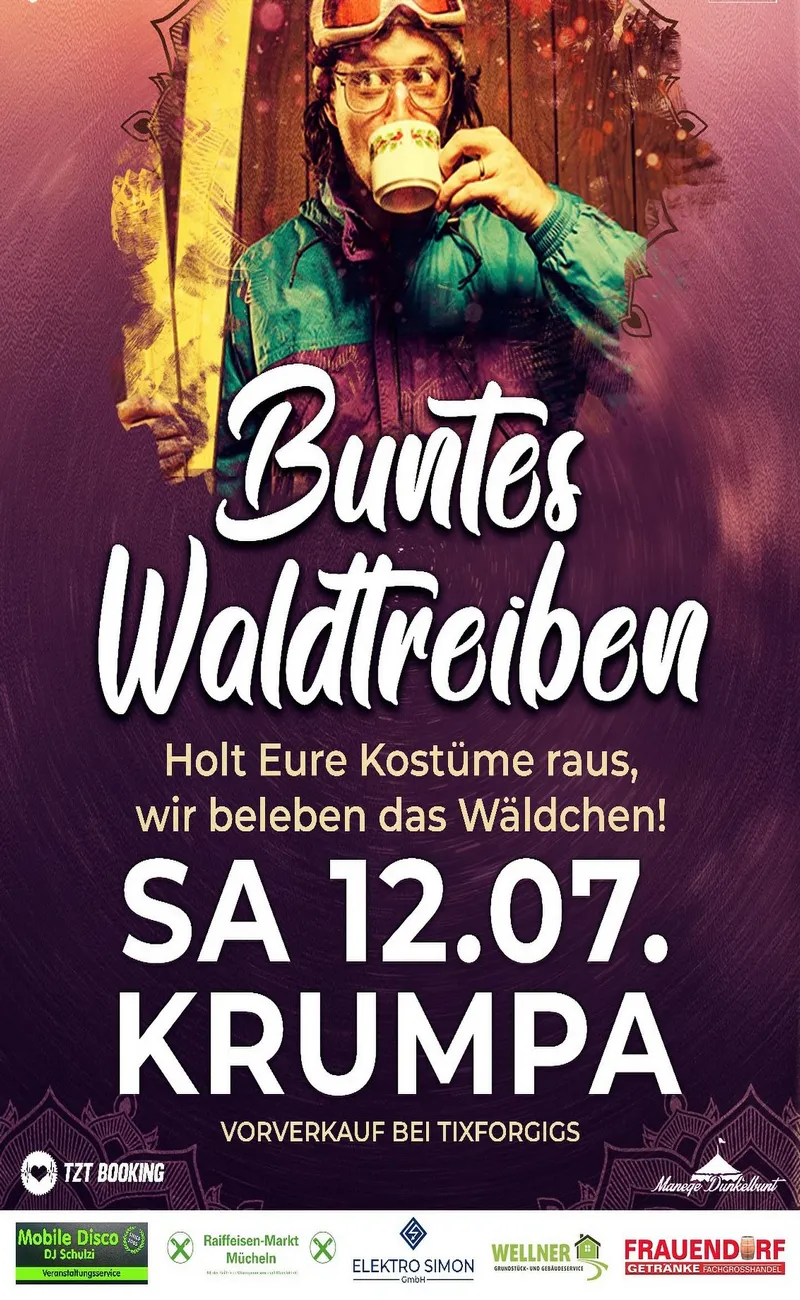 Buntes
Waldtreiben
Holt Eure Kostüme raus,
wir beleben das Wäldchen!
SA 12.07.
KRUMPA
VORVERKAUF BEI TIXFORGIGS
TZT BOOKING
Manege Dunkelbunt
Mobile Disco
DJ Schulzi
Veranstaltungsservice
Raiffeisen-Markt
Mücheln
ELEKTRO SIMON
GmbH
WELLNER
GRUNDSTÜCK- UND GEBÄUDESERVICE
FRAUENDORF
GETRÄNKE FACHGROSSHANDEL